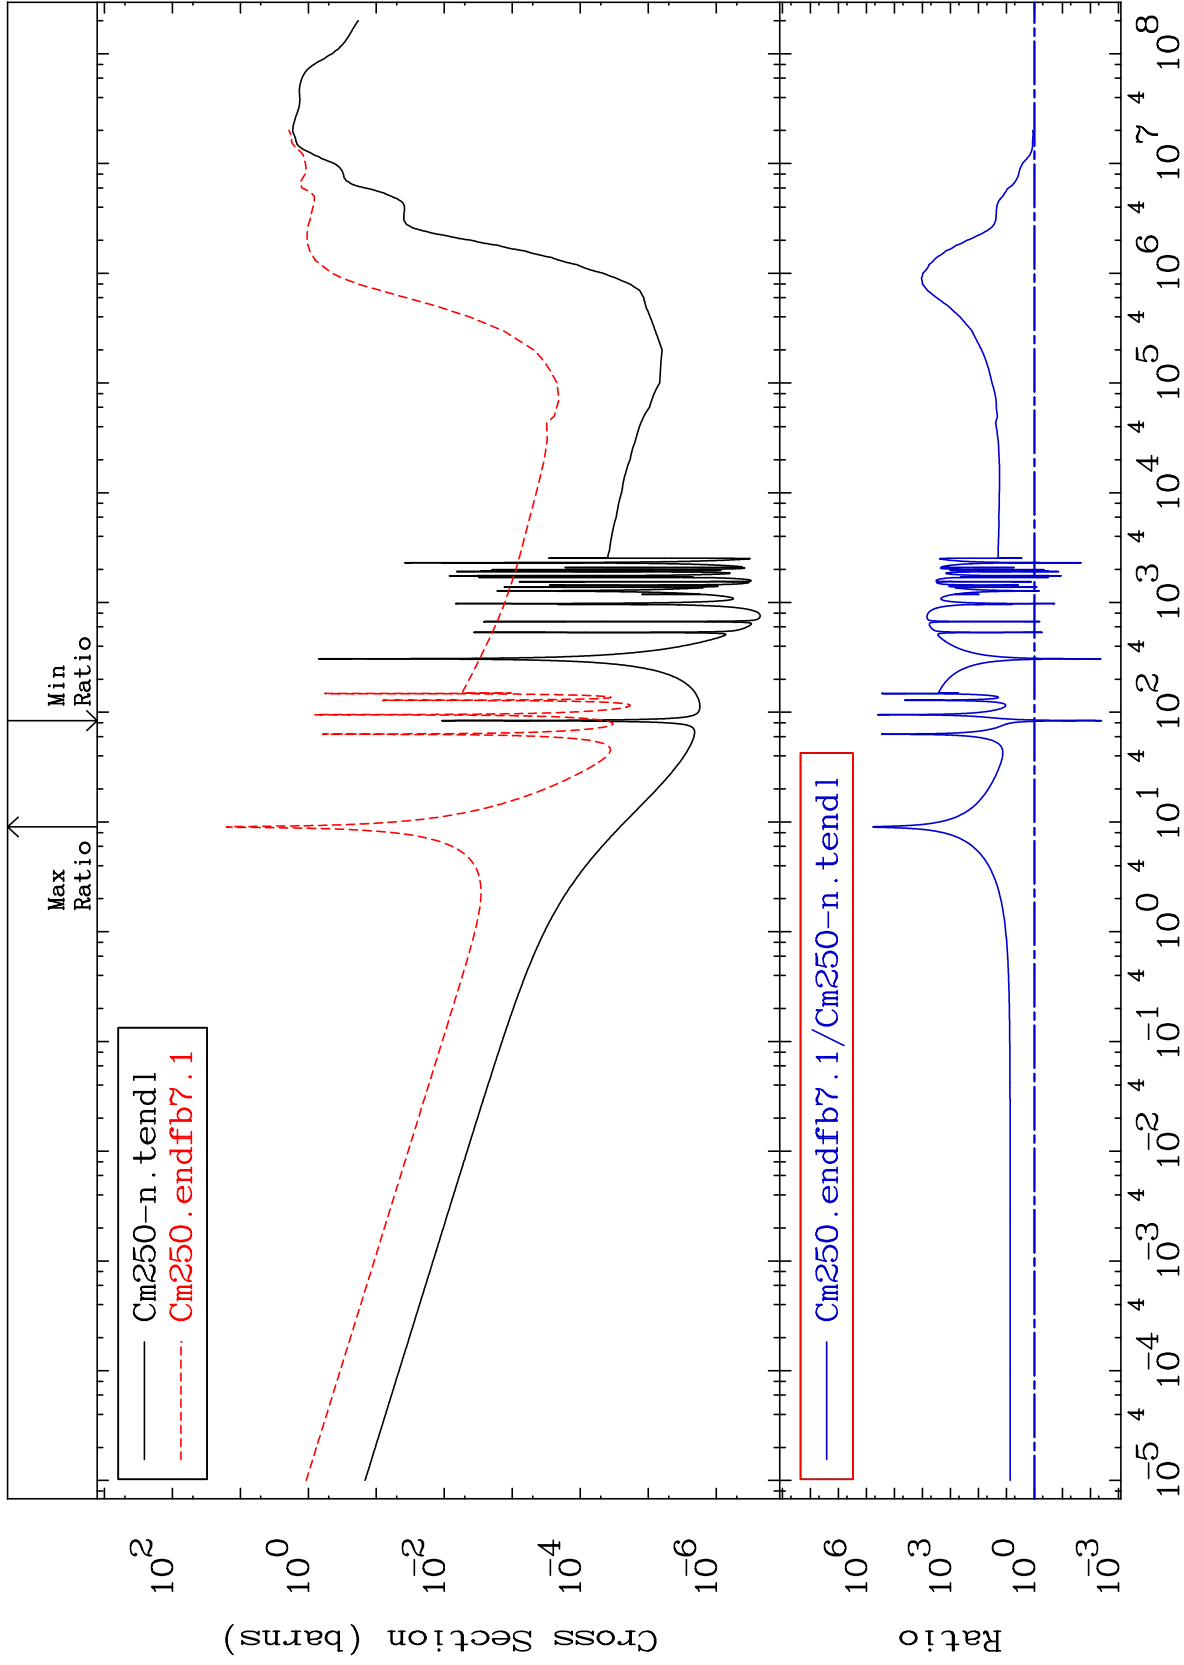 Max
Ratio
Min
Ratio
Cm250-n.tendl
Cm250.endfb7.1
Cross Section (barns)
10^2
10^0
10^-2
10^-4
10^-6
Cm250.endfb7.1/Cm250-n.tendl
Ratio
10^6
10^3
10^0
10^-3
10^-5 4 10^-4 4 10^-3 4 10^-2 4 10^-1 4 10^0 4 10^1 4 10^2 4 10^3 4 10^4 4 10^5 4 10^6 4 10^7 4 10^8